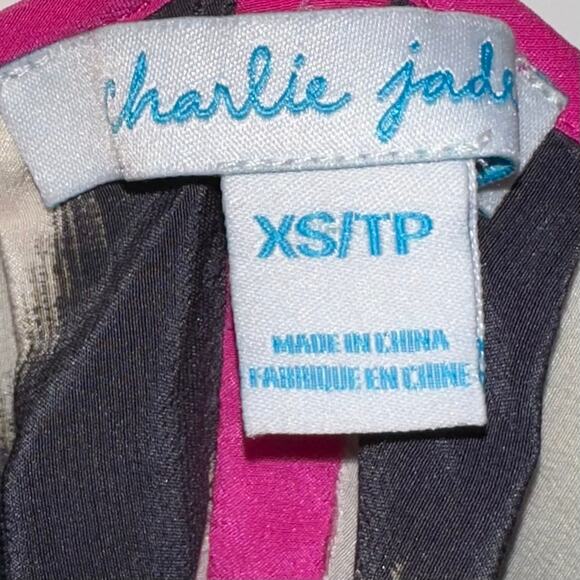 charlie jade
XS/TP
MADE IN CHINA
FABRIQUE EN CHINE